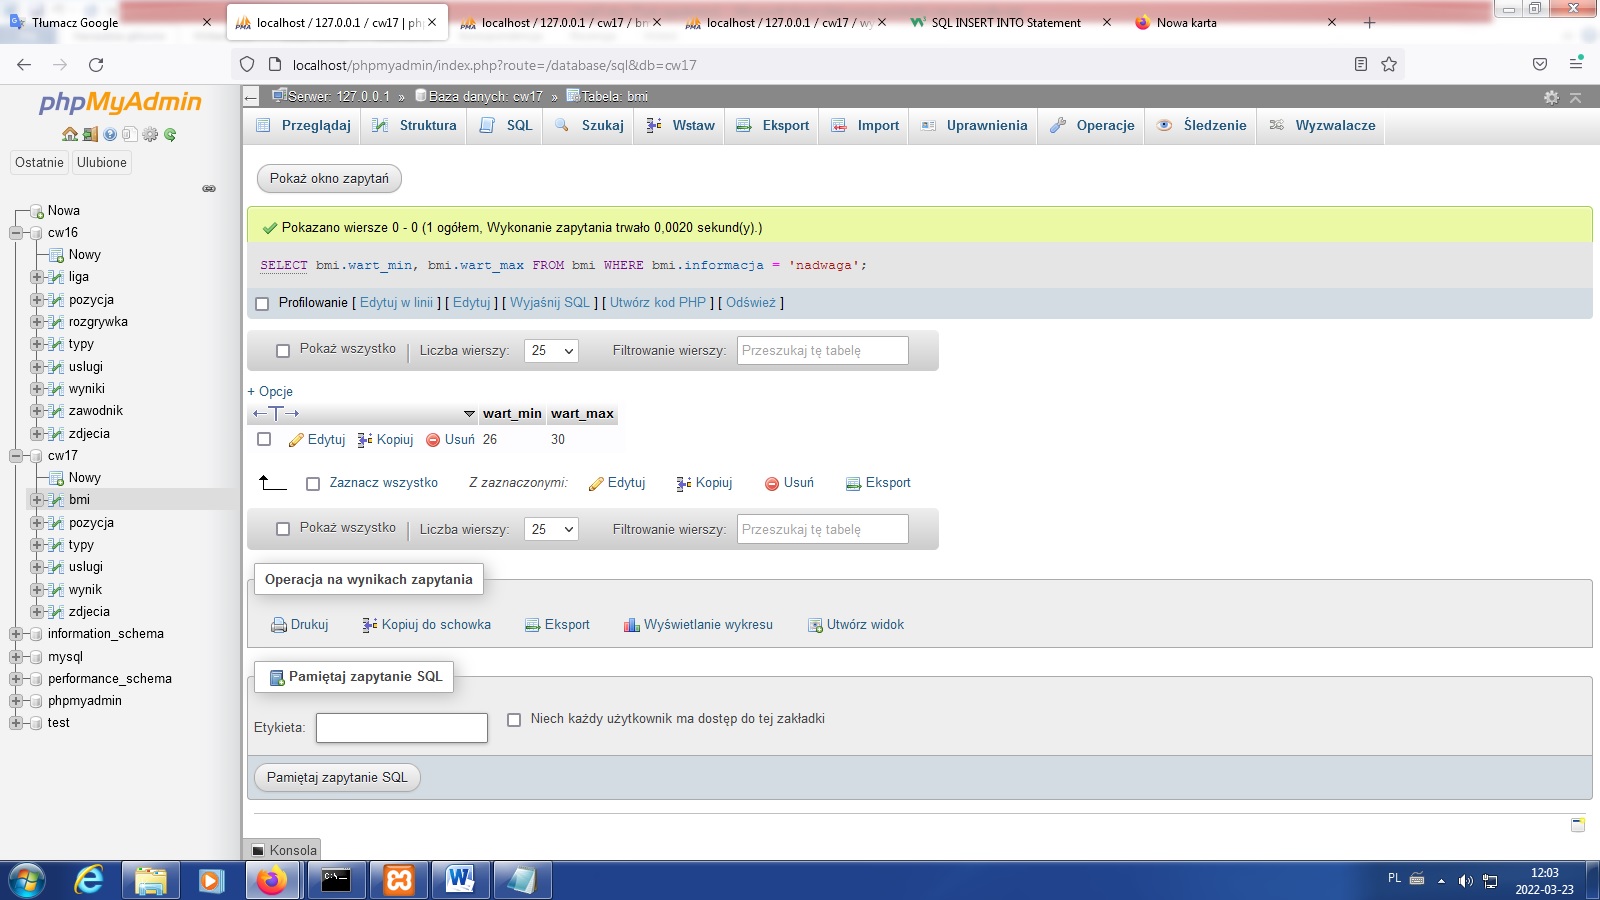 Tłumacz Google
localhost / 127.0.0.1 / cw17 | ph
localhost / 127.0.0.1 / cw17 / bm
localhost / 127.0.0.1 / cw17 / wy
SQL INSERT INTO Statement
Nowa karta
localhost/phpmyadmin/index.php?route=/database/sql&db=cw17
phpMyAdmin
Ostatnie
Ulubione
Nowa
cw16
Nowy
liga
pozycja
rozgrywka
typy
uslugi
wyniki
zawodnik
zdjecia
cw17
Nowy
bmi
pozycja
typy
uslugi
wynik
zdjecia
information_schema
mysql
performance_schema
phpmyadmin
test
Serwer: 127.0.0.1 » Baza danych: cw17 » Tabela: bmi
Przeglądaj
Struktura
SQL
Szukaj
Wstaw
Eksport
Import
Uprawnienia
Operacje
Śledzenie
Wyzwalacze
Pokaż okno zapytań
Pokazano wiersze 0 - 0 (1 ogółem, Wykonanie zapytania trwało 0,0020 sekund(y).)
SELECT bmi.wart_min, bmi.wart_max FROM bmi WHERE bmi.informacja = 'nadwaga';
Profilowanie [ Edytuj w linii ] [ Edytuj ] [ Wyjaśnij SQL ] [ Utwórz kod PHP ] [ Odśwież ]
Pokaż wszystko | Liczba wierszy: 25 Filtrowanie wierszy: Przeszukaj tę tabelę
+ Opcje
←T→ wart_min wart_max
Edytuj Kopiuj Usuń 26 30
Zaznacz wszystko Z zaznaczonymi: Edytuj Kopiuj Usuń Eksport
Pokaż wszystko | Liczba wierszy: 25 Filtrowanie wierszy: Przeszukaj tę tabelę
Operacja na wynikach zapytania
Drukuj Kopiuj do schowka Eksport Wyświetlanie wykresu Utwórz widok
Pamiętaj zapytanie SQL
Etykieta: Niech każdy użytkownik ma dostęp do tej zakładki
Pamiętaj zapytanie SQL
Konsola
PL
12:03
2022-03-23